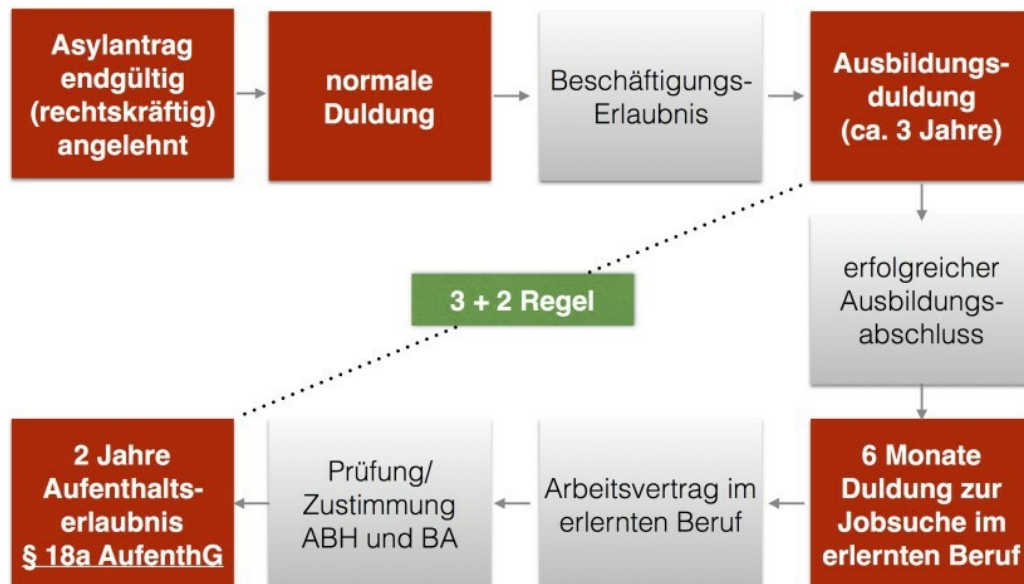 Asylantrag
endgültig
(rechtskräftig)
angelehnt
normale
Duldung
Beschäftigungs-
Erlaubnis
Ausbildungs-
duldung
(ca. 3 Jahre)
erfolgreicher
Ausbildungs-
abschluss
3 + 2 Regel
6 Monate
Duldung zur
Jobsuche im
erlernten Beruf
Arbeitsvertrag im
erlernten Beruf
Prüfung/
Zustimmung
ABH und BA
2 Jahre
Aufenthalts-
erlaubnis
§ 18a AufenthG